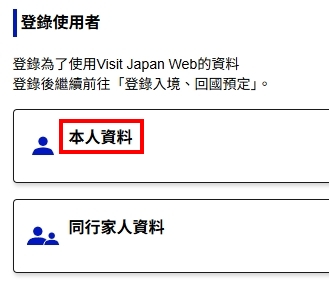 登錄使用者
登錄為了使用Visit Japan Web的資料
登錄後繼續前往「登錄入境、回國預定」。
本人資料
同行家人資料